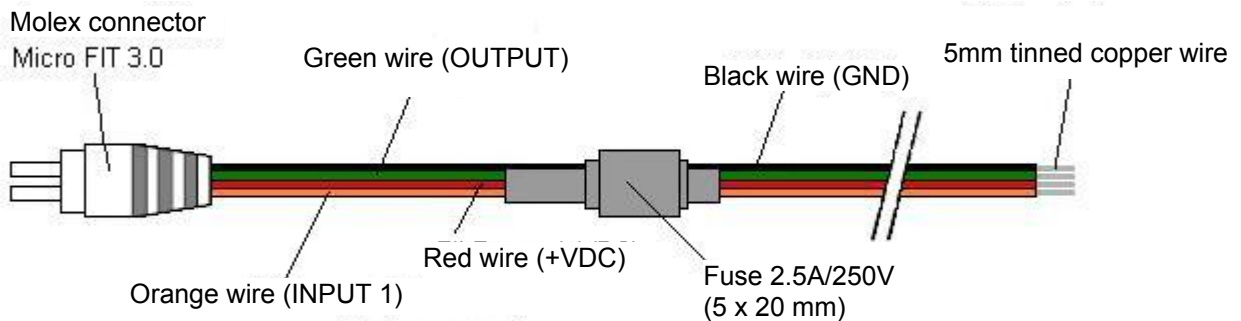 Molex connector
Micro FIT 3.0
Green wire (OUTPUT)
Black wire (GND)
5mm tinned copper wire
Red wire (+VDC)
Orange wire (INPUT 1)
Fuse 2.5A/250V
(5 x 20 mm)